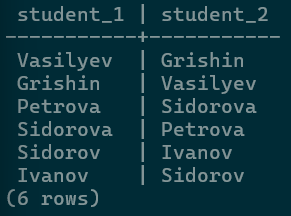 student_1 | student_2
-----------+-----------
Vasilyev | Grishin
Grishin | Vasilyev
Petrova | Sidorova
Sidorova | Petrova
Sidorov | Ivanov
Ivanov | Sidorov
(6 rows)